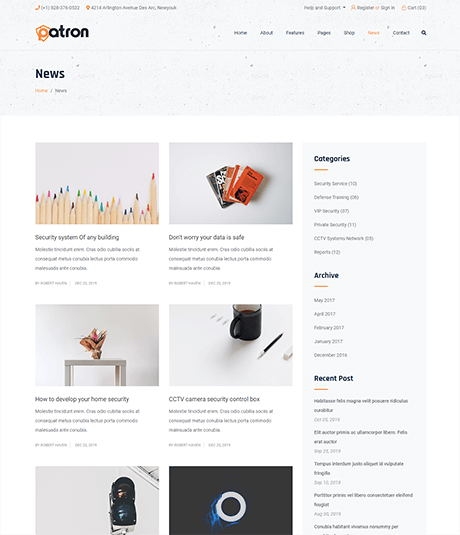 (+1) 828-376-0532
4214 Arlington Avenue Des Arc, Newyouk
Help and Support
Register or Sign in
Cart (03)
patron
Home About Features Pages Shop News Contact
News
Home / News
Security system Of any building
Molestie tincidunt enim. Cras odio cubilia sociis at
consequat metus conubia lectus porta commodo
malesuada ante conubia.
BY ROBERT HAVEN | DEC 20, 2019
Don't worry your data is safe
Molestie tincidunt enim. Cras odio cubilia sociis at
consequat metus conubia lectus porta commodo
malesuada ante conubia.
BY ROBERT HAVEN | DEC 20, 2019
How to develop your home security
Molestie tincidunt enim. Cras odio cubilia sociis at
consequat metus conubia lectus porta commodo
malesuada ante conubia.
BY ROBERT HAVEN | DEC 20, 2019
CCTV camera security control box
Molestie tincidunt enim. Cras odio cubilia sociis at
consequat metus conubia lectus porta commodo
malesuada ante conubia.
BY ROBERT HAVEN | DEC 20, 2019
Categories
Security Service (10)
Defense Training (06)
VIP Security (07)
Private Security (11)
CCTV Systems Network (05)
Reports (12)
Archive
May 2017
April 2017
February 2017
January 2017
December 2016
Recent Post
Habitasse felis magna velit posuere ridiculus
curabitur
Oct 05, 2019
Elit auctor primis ac ullamcorper libero. Felis
erat auctor
Sep 25, 2019
Tempus interdum justo aliquet id vulputate
fringilla
Sep 10, 2019
Porttitor primis vel libero consectetuer eleifend
feugiat
Aug 30, 2019
Conubia habitant vivamus nonummy per